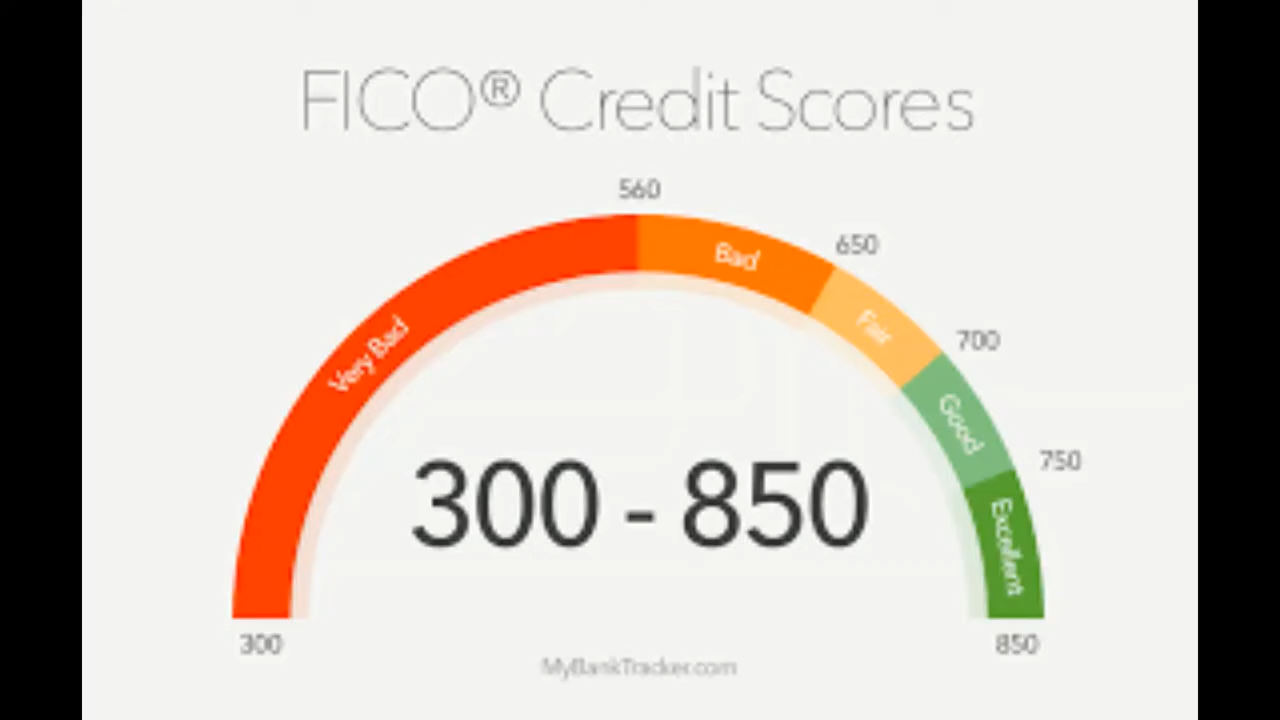 FICO® Credit Scores
560
Bad
650
Fair
700
Very Bad
Good
750
300 - 850
Excellent
300
850
MyBankTracker.com